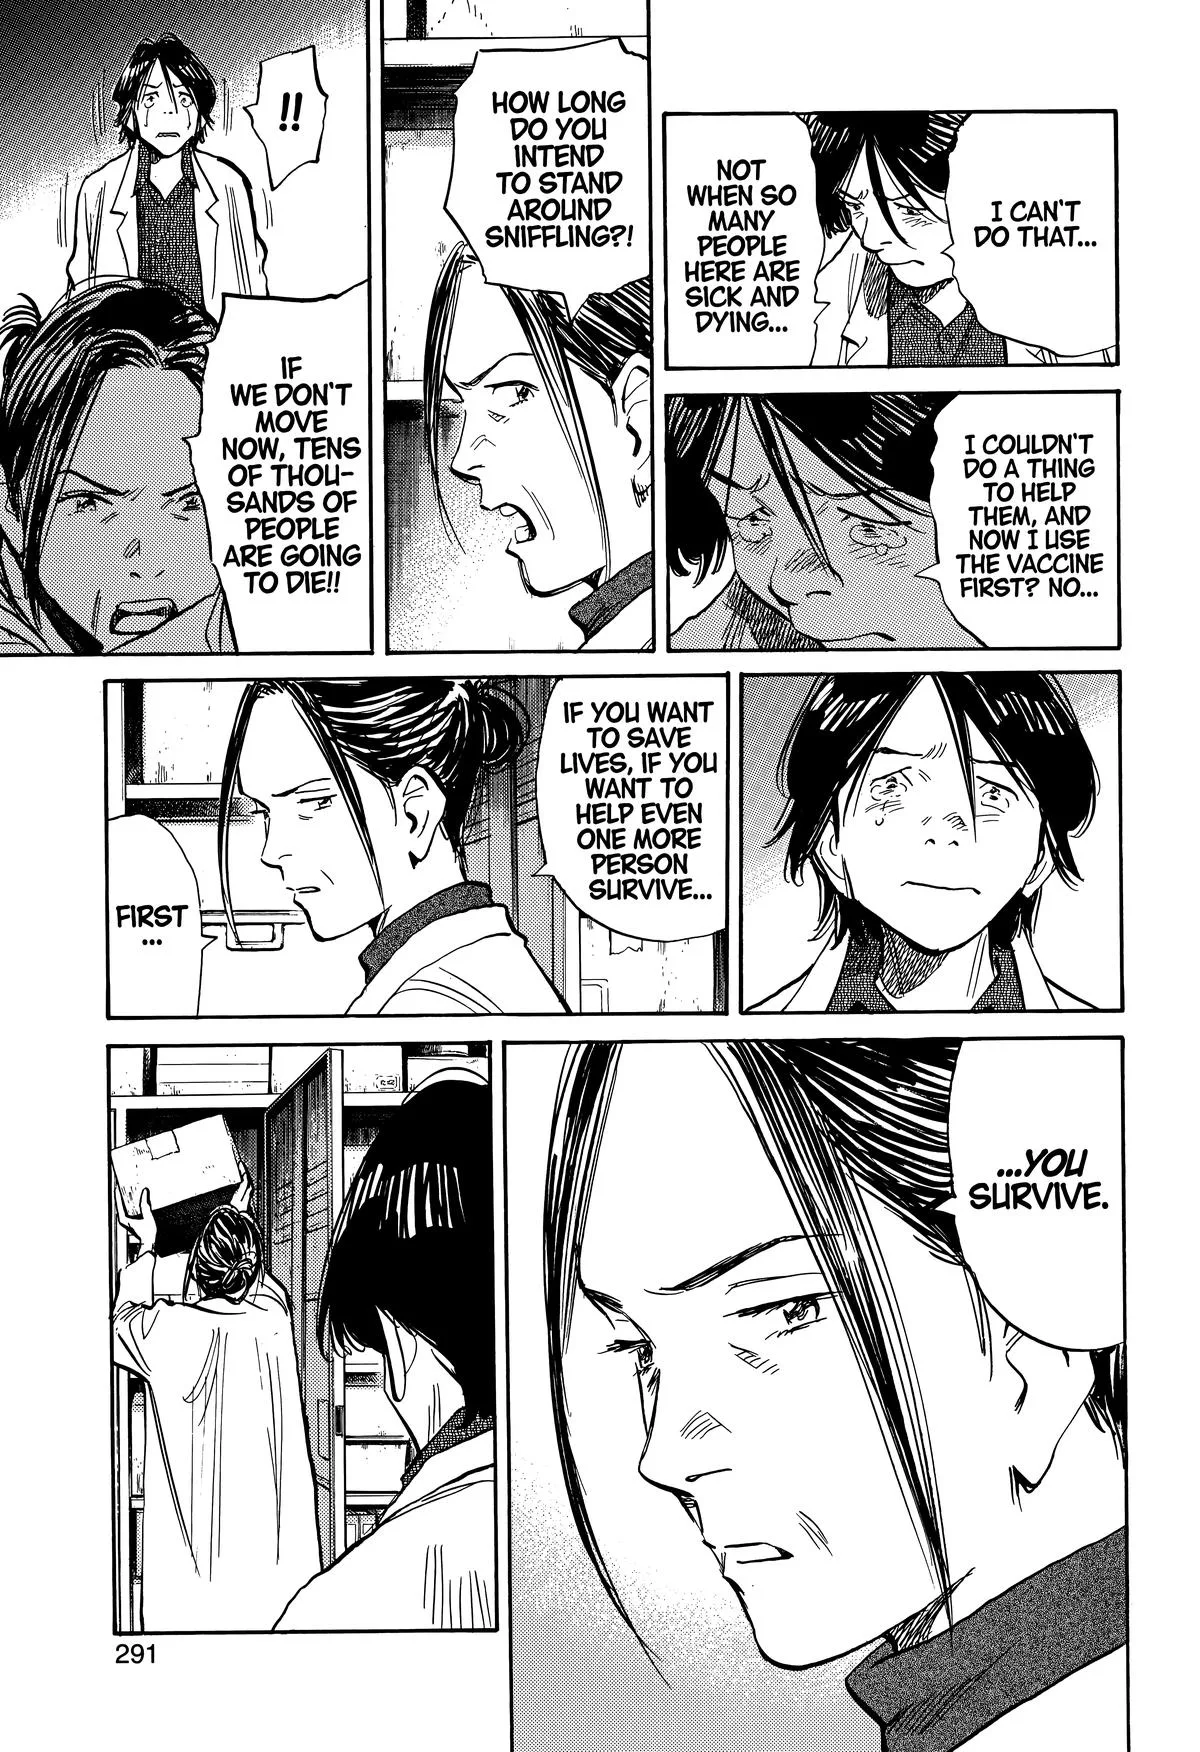 I CAN'T
DO THAT...
NOT
WHEN SO
MANY
PEOPLE
HERE ARE
SICK AND
DYING...
I COULDN'T
DO A THING
TO HELP
THEM, AND
NOW I USE
THE VACCINE
FIRST? NO...
HOW LONG
DO YOU
INTEND
TO STAND
AROUND
SNIFFLING?!
!!
IF
WE DON'T
MOVE
NOW, TENS
OF THOU-
SANDS OF
PEOPLE
ARE GOING
TO DIE!!
IF YOU WANT
TO SAVE
LIVES, IF YOU
WANT TO
HELP EVEN
ONE MORE
PERSON
SURVIVE...
FIRST
...
...YOU
SURVIVE.
291